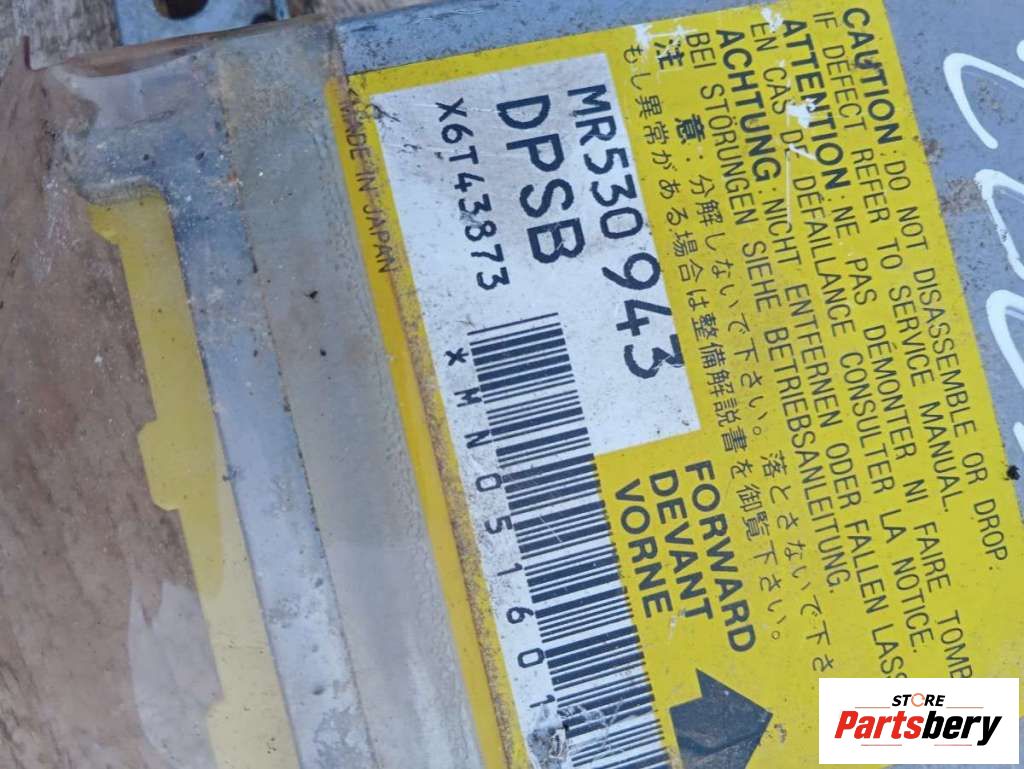 MR530943
DPSB
X6T43873
MADE IN JAPAN
*MN051601
CAUTION: DO NOT DISASSEMBLE OR DROP.
IF DEFECT REFER TO SERVICE MANUAL.
ATTENTION: NE PAS DÉMONTER NI FAIRE TOMB
EN CAS DE DÉFAILLANCE CONSULTER LA NOTICE.
ACHTUNG: NICHT ENTFERNEN ODER FALLEN LASS
BEI STÖRUNGEN SIEHE BETRIEBSANLEITUNG.
注 意: 分解しないで下さい。落とさないで下さ
もし異常がある場合は整備解説書を御覧下さい。
FORWARD
DEVANT
VORNE
STORE
Partsbery